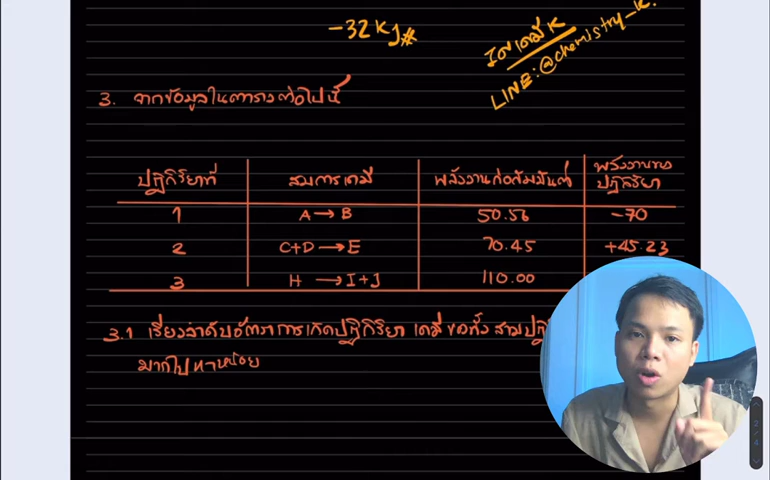 -32 KJ#
ไอดีเคมี K
LINE: @chemistry_K.
3. จากข้อมูลในตารางต่อไปนี้
ปฏิกิริยาที่ สมการเคมี พลังงานก่อกัมมันต์ พลังงานของปฏิกิริยา
1 A → B 50.56 -70
2 C+D → E 70.45 +45.23
3 H → I+J 110.00
3.1 เรียงลำดับอัตราการเกิดปฏิกิริยา เคมี ของทั้ง สาม
มากไปหาน้อย
2/4